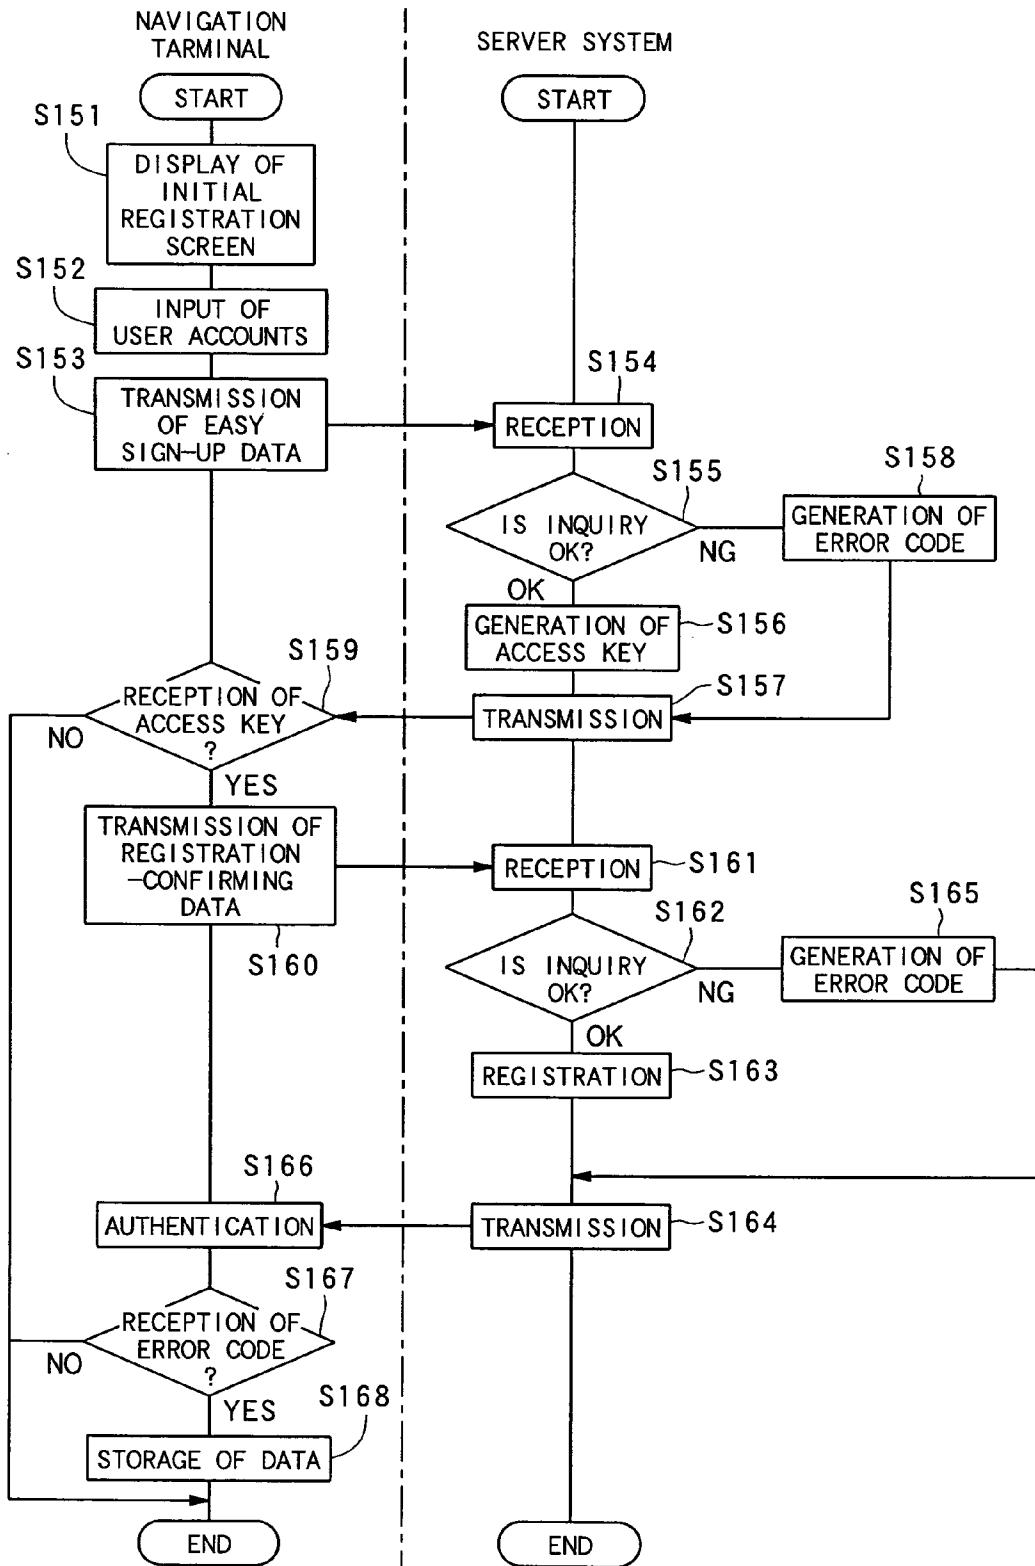 NAVIGATION
TARMINAL
SERVER SYSTEM
START
START
S151
DISPLAY OF
INITIAL
REGISTRATION
SCREEN
S152
INPUT OF
USER ACCOUNTS
S153
TRANSMISSION
OF EASY
SIGN-UP DATA
S154
RECEPTION
S155
IS INQUIRY
OK?
NG
OK
S158
GENERATION OF
ERROR CODE
GENERATION OF
ACCESS KEY
S156
S159
RECEPTION OF
ACCESS KEY
?
NO
YES
TRANSMISSION
S157
TRANSMISSION OF
REGISTRATION
-CONFIRMING
DATA
S160
RECEPTION
S161
S162
IS INQUIRY
OK?
NG
OK
S165
GENERATION OF
ERROR CODE
REGISTRATION
S163
S166
AUTHENTICATION
TRANSMISSION
S164
S167
RECEPTION OF
ERROR CODE
?
NO
YES
S168
STORAGE OF DATA
END
END